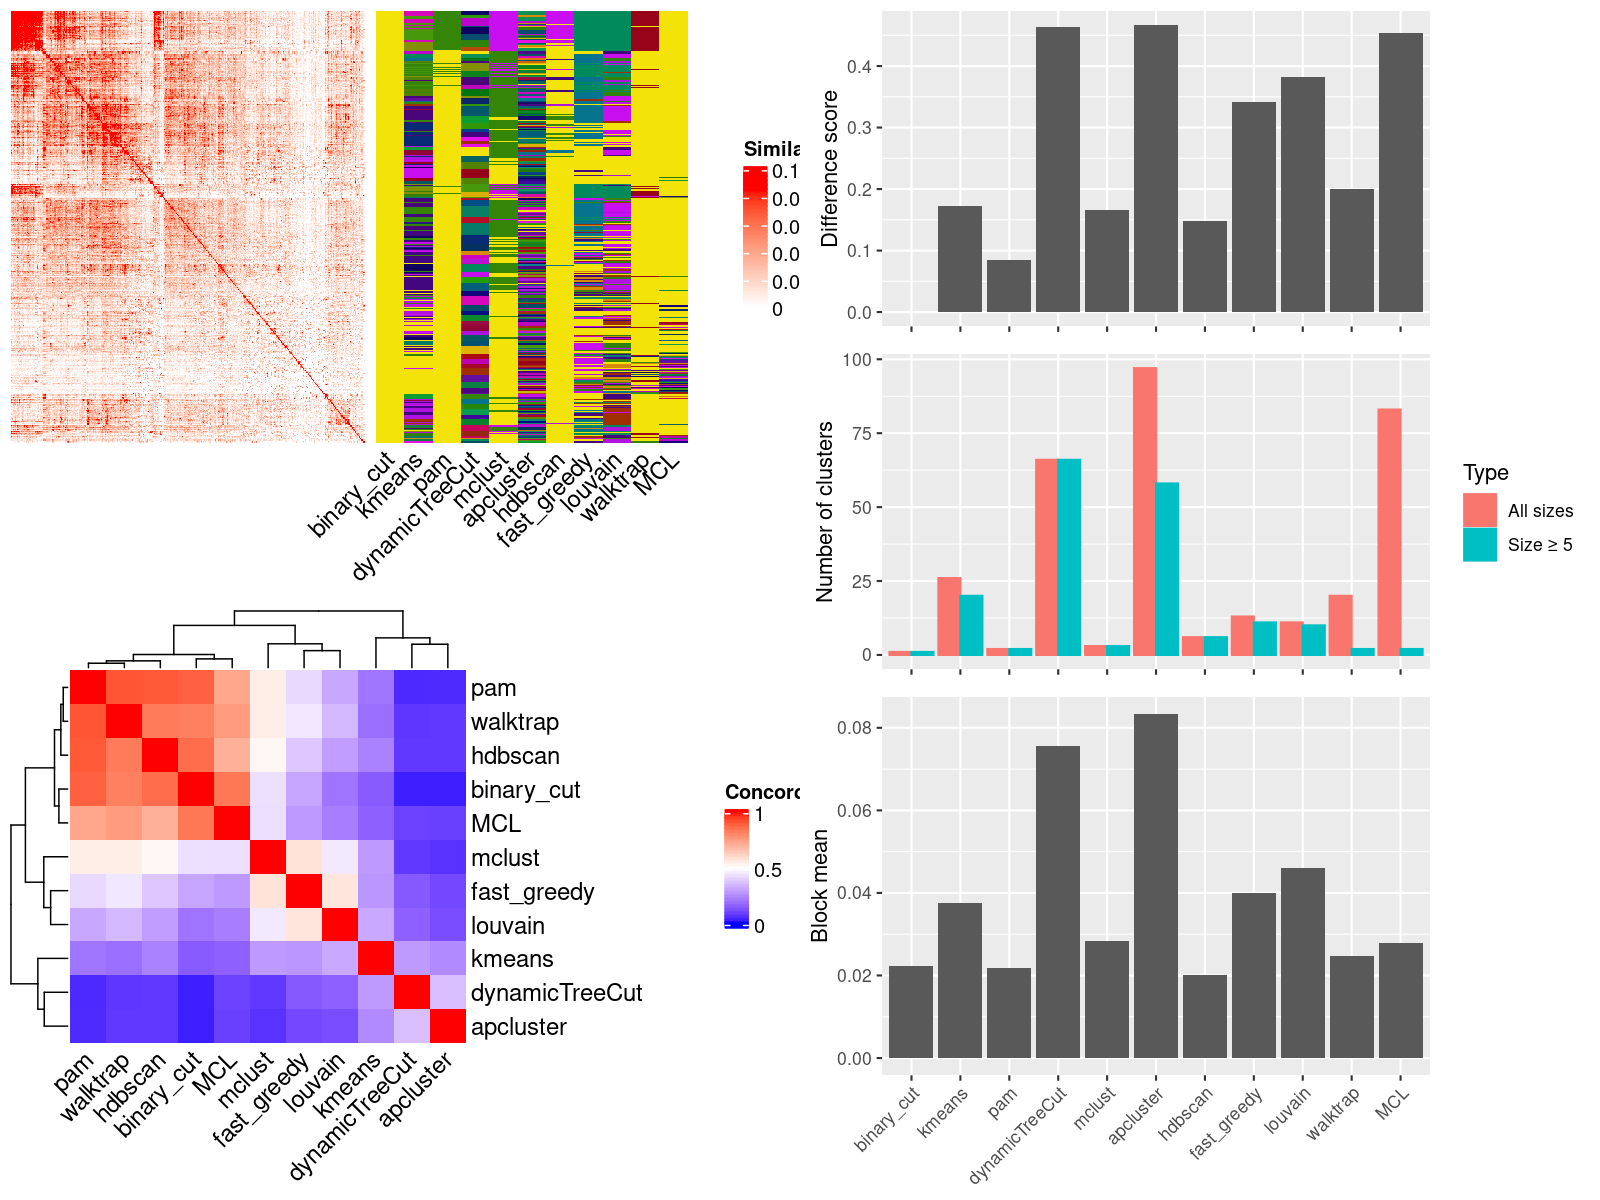 binary_cut
kmeans
pam
dynamicTreeCut
mclust
apcluster
hdbscan
fast_greedy
louvain
walktrap
MCL
Simila
0.1
0.0
0.0
0.0
0.0
0
pam
walktrap
hdbscan
binary_cut
MCL
mclust
fast_greedy
louvain
kmeans
dynamicTreeCut
apcluster
pam
walktrap
hdbscan
binary_cut
MCL
mclust
fast_greedy
louvain
kmeans
dynamicTreeCut
apcluster
Concord
1
0.5
0
Difference score
0.4
0.3
0.2
0.1
0.0
Number of clusters
100
75
50
25
0
Type
All sizes
Size ≥ 5
Block mean
0.08
0.06
0.04
0.02
0.00
binary_cut
kmeans
pam
dynamicTreeCut
mclust
apcluster
hdbscan
fast_greedy
louvain
walktrap
MCL